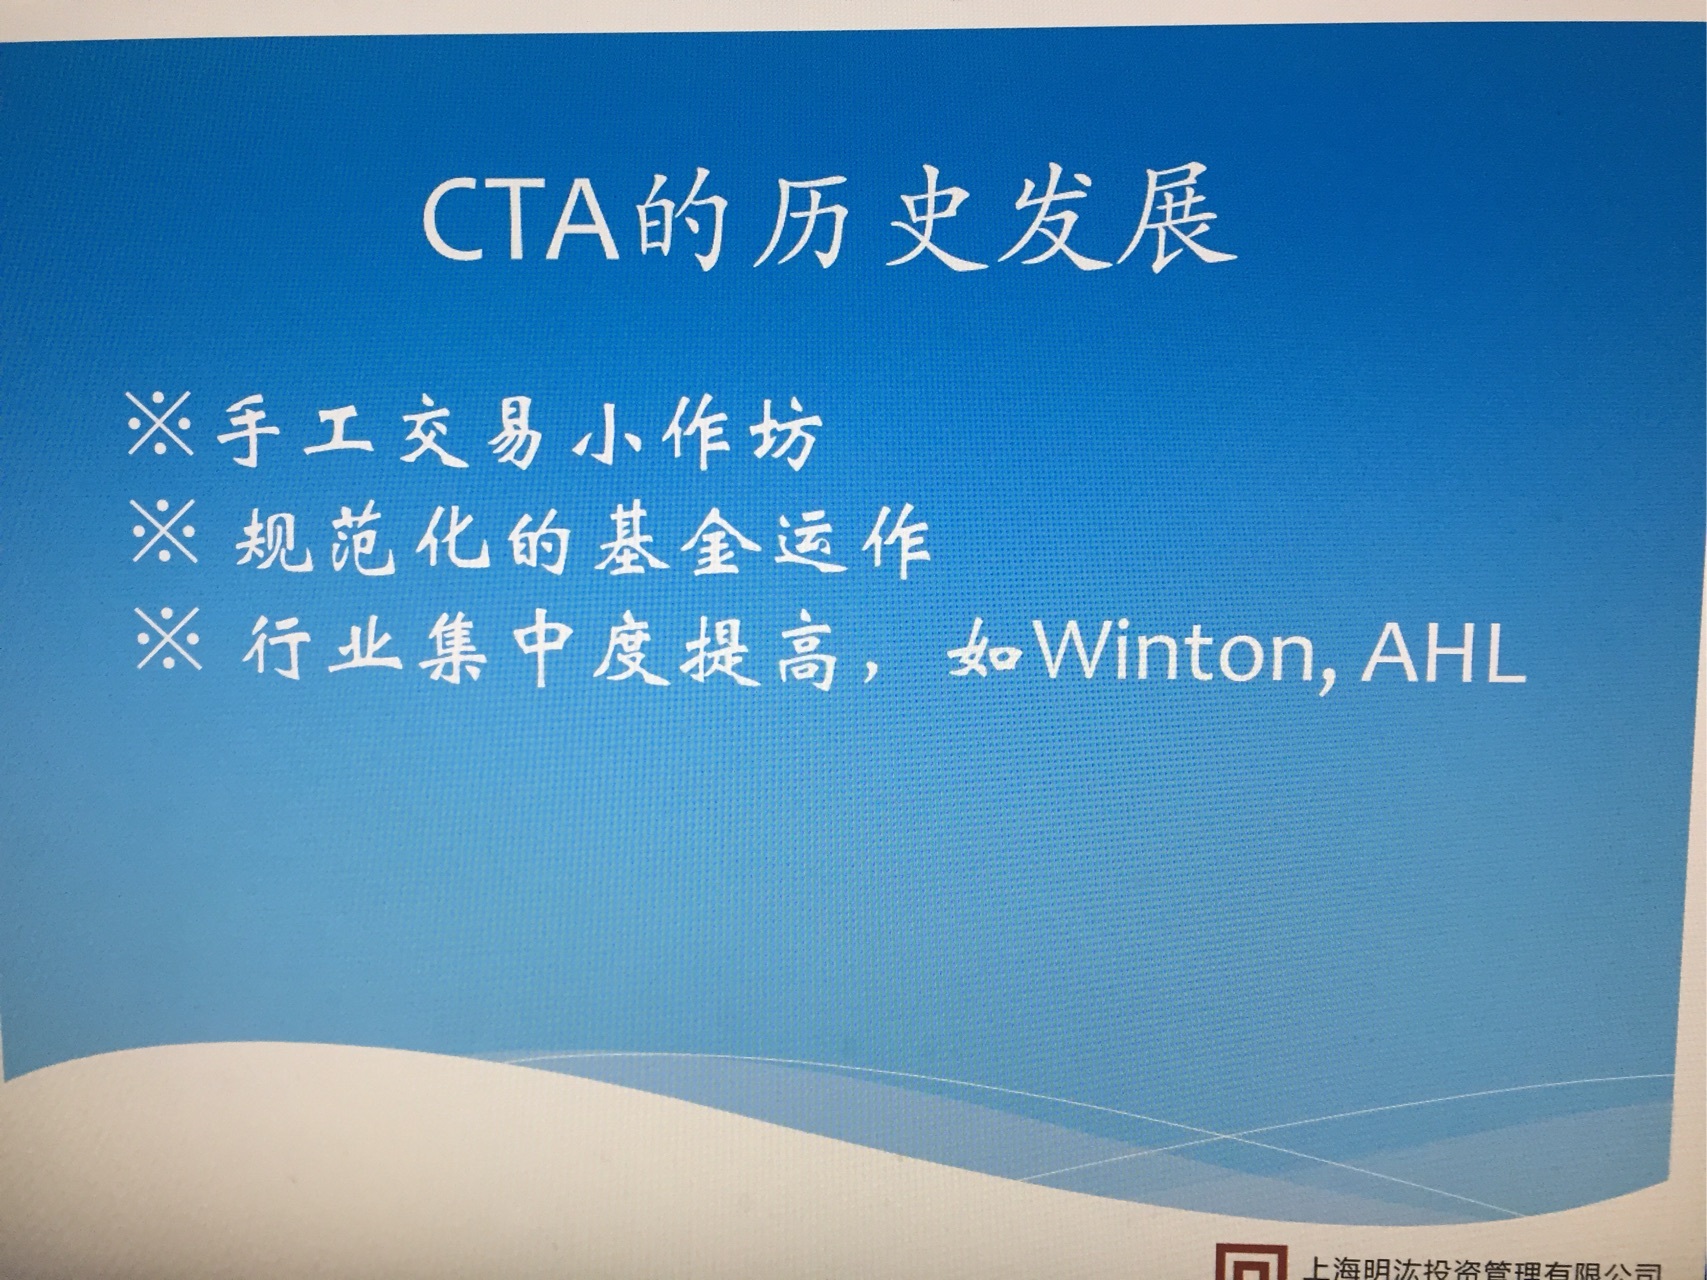 CTA的历史发展
※手工交易小作坊
※ 规范化的基金运作
※ 行业集中度提高，如Winton, AHL
上海明汯投资管理有限公司